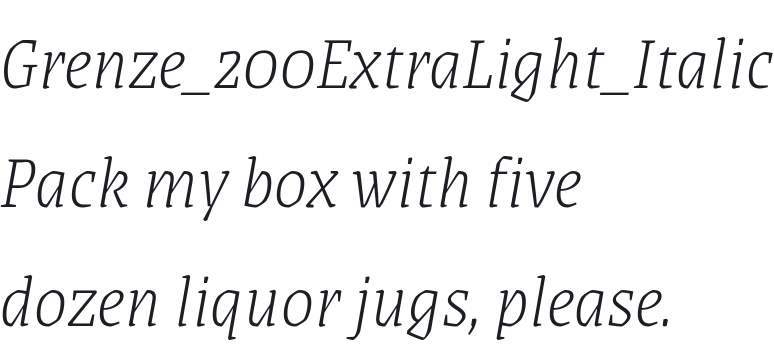 Grenze_200ExtraLight_Italic
Pack my box with five
dozen liquor jugs, please.